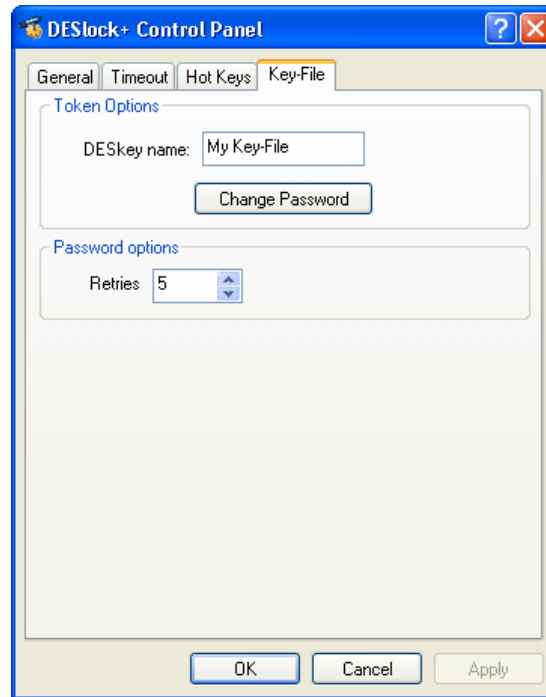 DESlock+ Control Panel
General Timeout Hot Keys Key-File
Token Options
DESkey name: My Key-File
Change Password
Password options
Retries 5
OK Cancel Apply